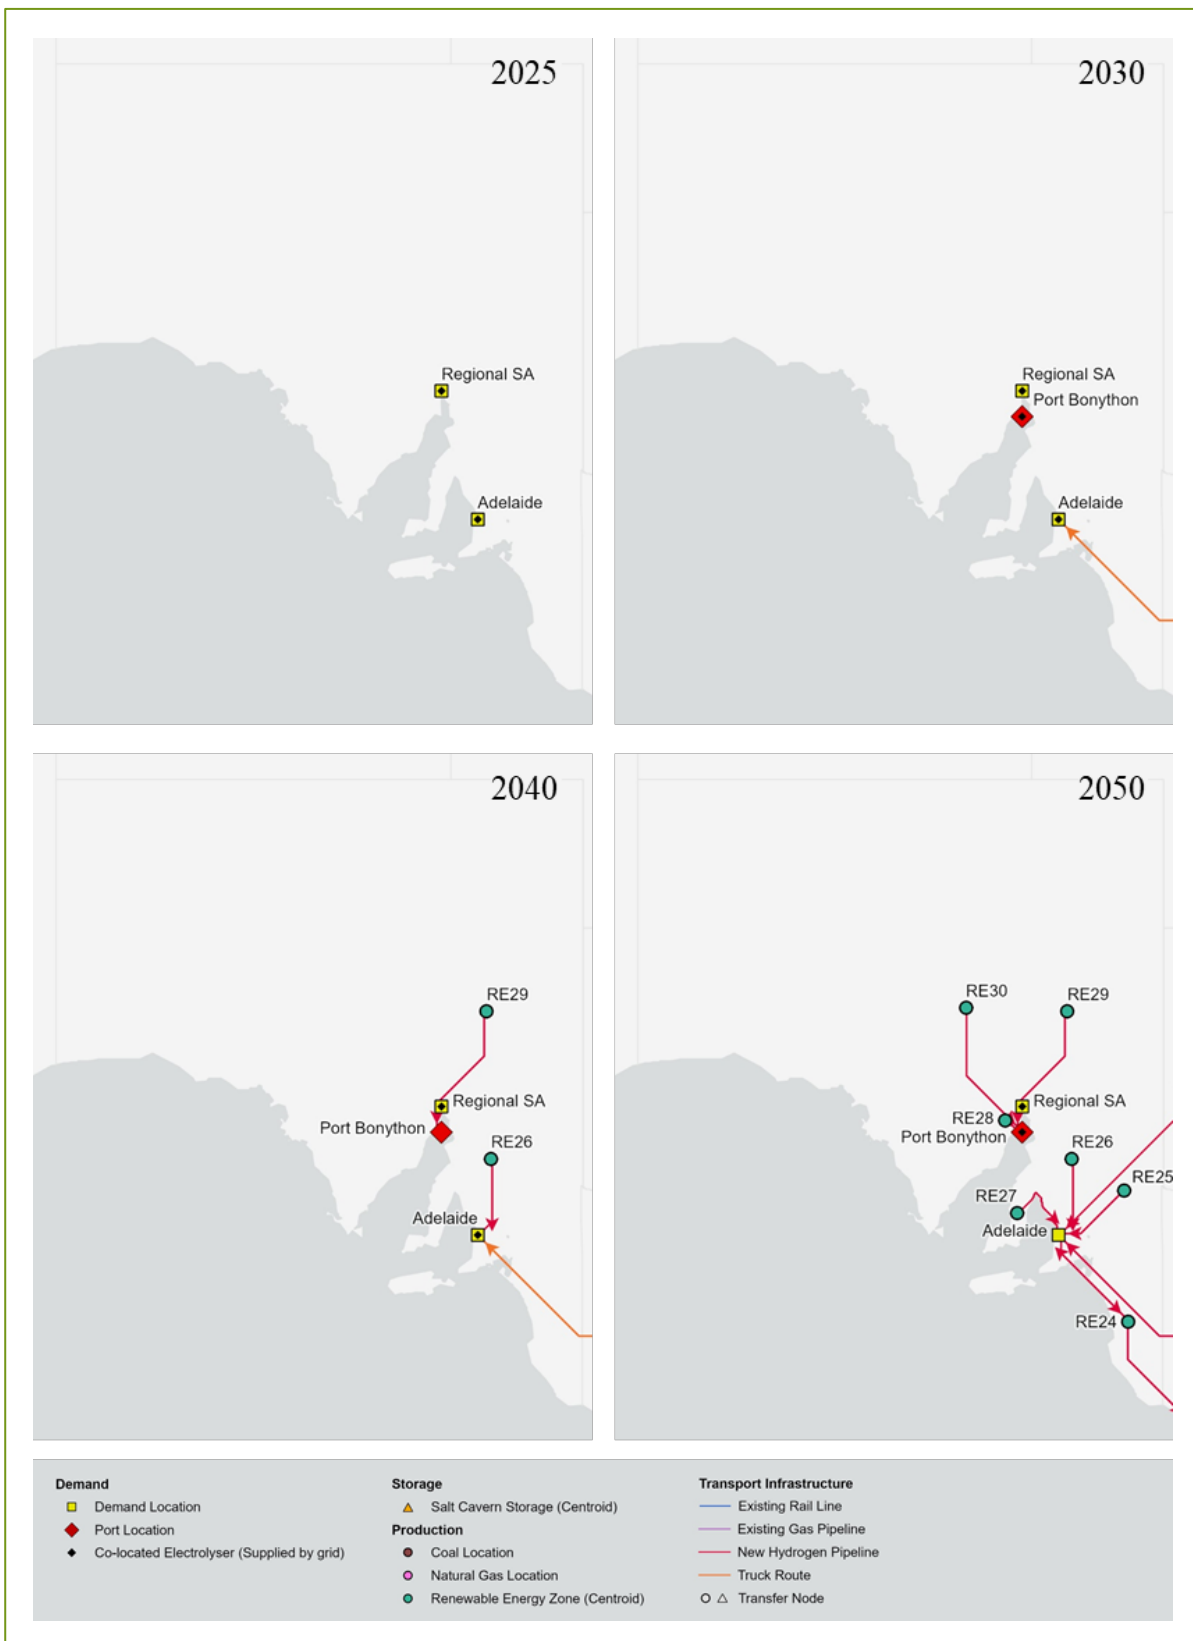 2025
Regional SA
Adelaide
2030
Regional SA
Port Bonython
Adelaide
2040
RE29
Regional SA
Port Bonython
RE26
Adelaide
2050
RE30
RE29
Regional SA
RE28
Port Bonython
RE26
RE25
RE27
Adelaide
RE24
Demand
Demand Location
Port Location
Co-located Electrolyser (Supplied by grid)
Storage
Salt Cavern Storage (Centroid)
Production
Coal Location
Natural Gas Location
Renewable Energy Zone (Centroid)
Transport Infrastructure
Existing Rail Line
Existing Gas Pipeline
New Hydrogen Pipeline
Truck Route
Transfer Node